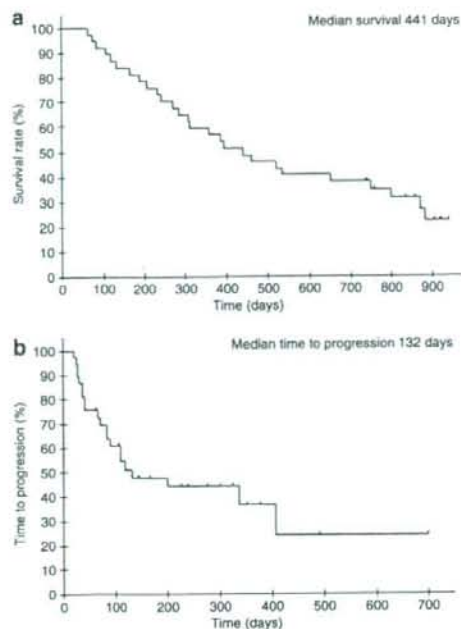 a
Median survival 441 days
100
90
80
70
60
50
40
30
20
10
0
Survival rate (%)
0 100 200 300 400 500 600 700 800 900
Time (days)
b
Median time to progression 132 days
100
90
80
70
60
50
40
30
20
10
0
Time to progression (%)
0 100 200 300 400 500 600 700
Time (days)